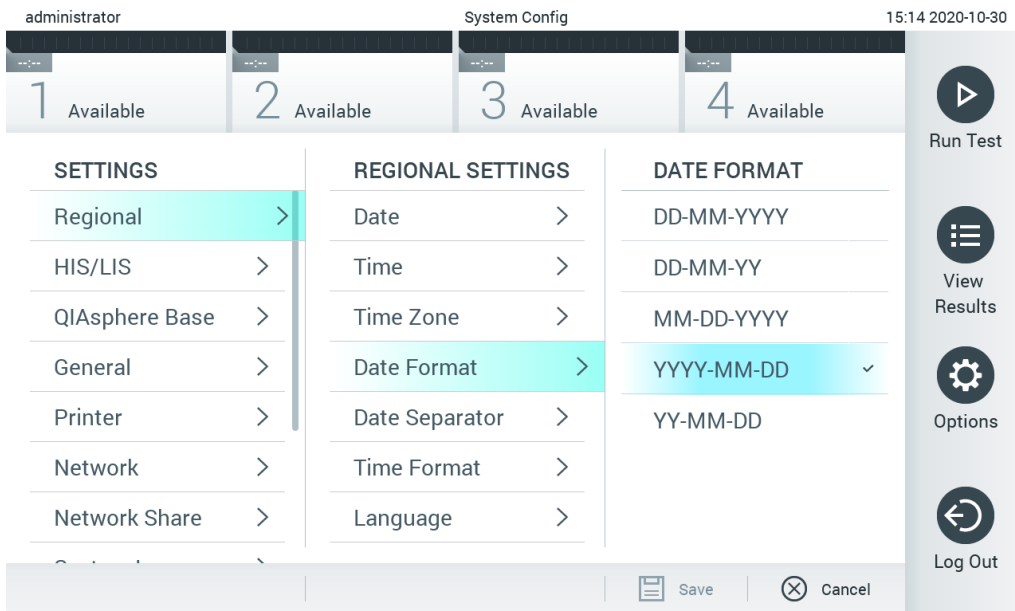 administrator
System Config
15:14 2020-10-30
--:--
--:--
--:--
--:--
1 Available
2 Available
3 Available
4 Available
Run Test
View
Results
Options
Log Out
SETTINGS
Regional
HIS/LIS
QIAsphere Base
General
Printer
Network
Network Share
REGIONAL SETTINGS
Date
Time
Time Zone
Date Format
Date Separator
Time Format
Language
DATE FORMAT
DD-MM-YYYY
DD-MM-YY
MM-DD-YYYY
YYYY-MM-DD
YY-MM-DD
Save
Cancel